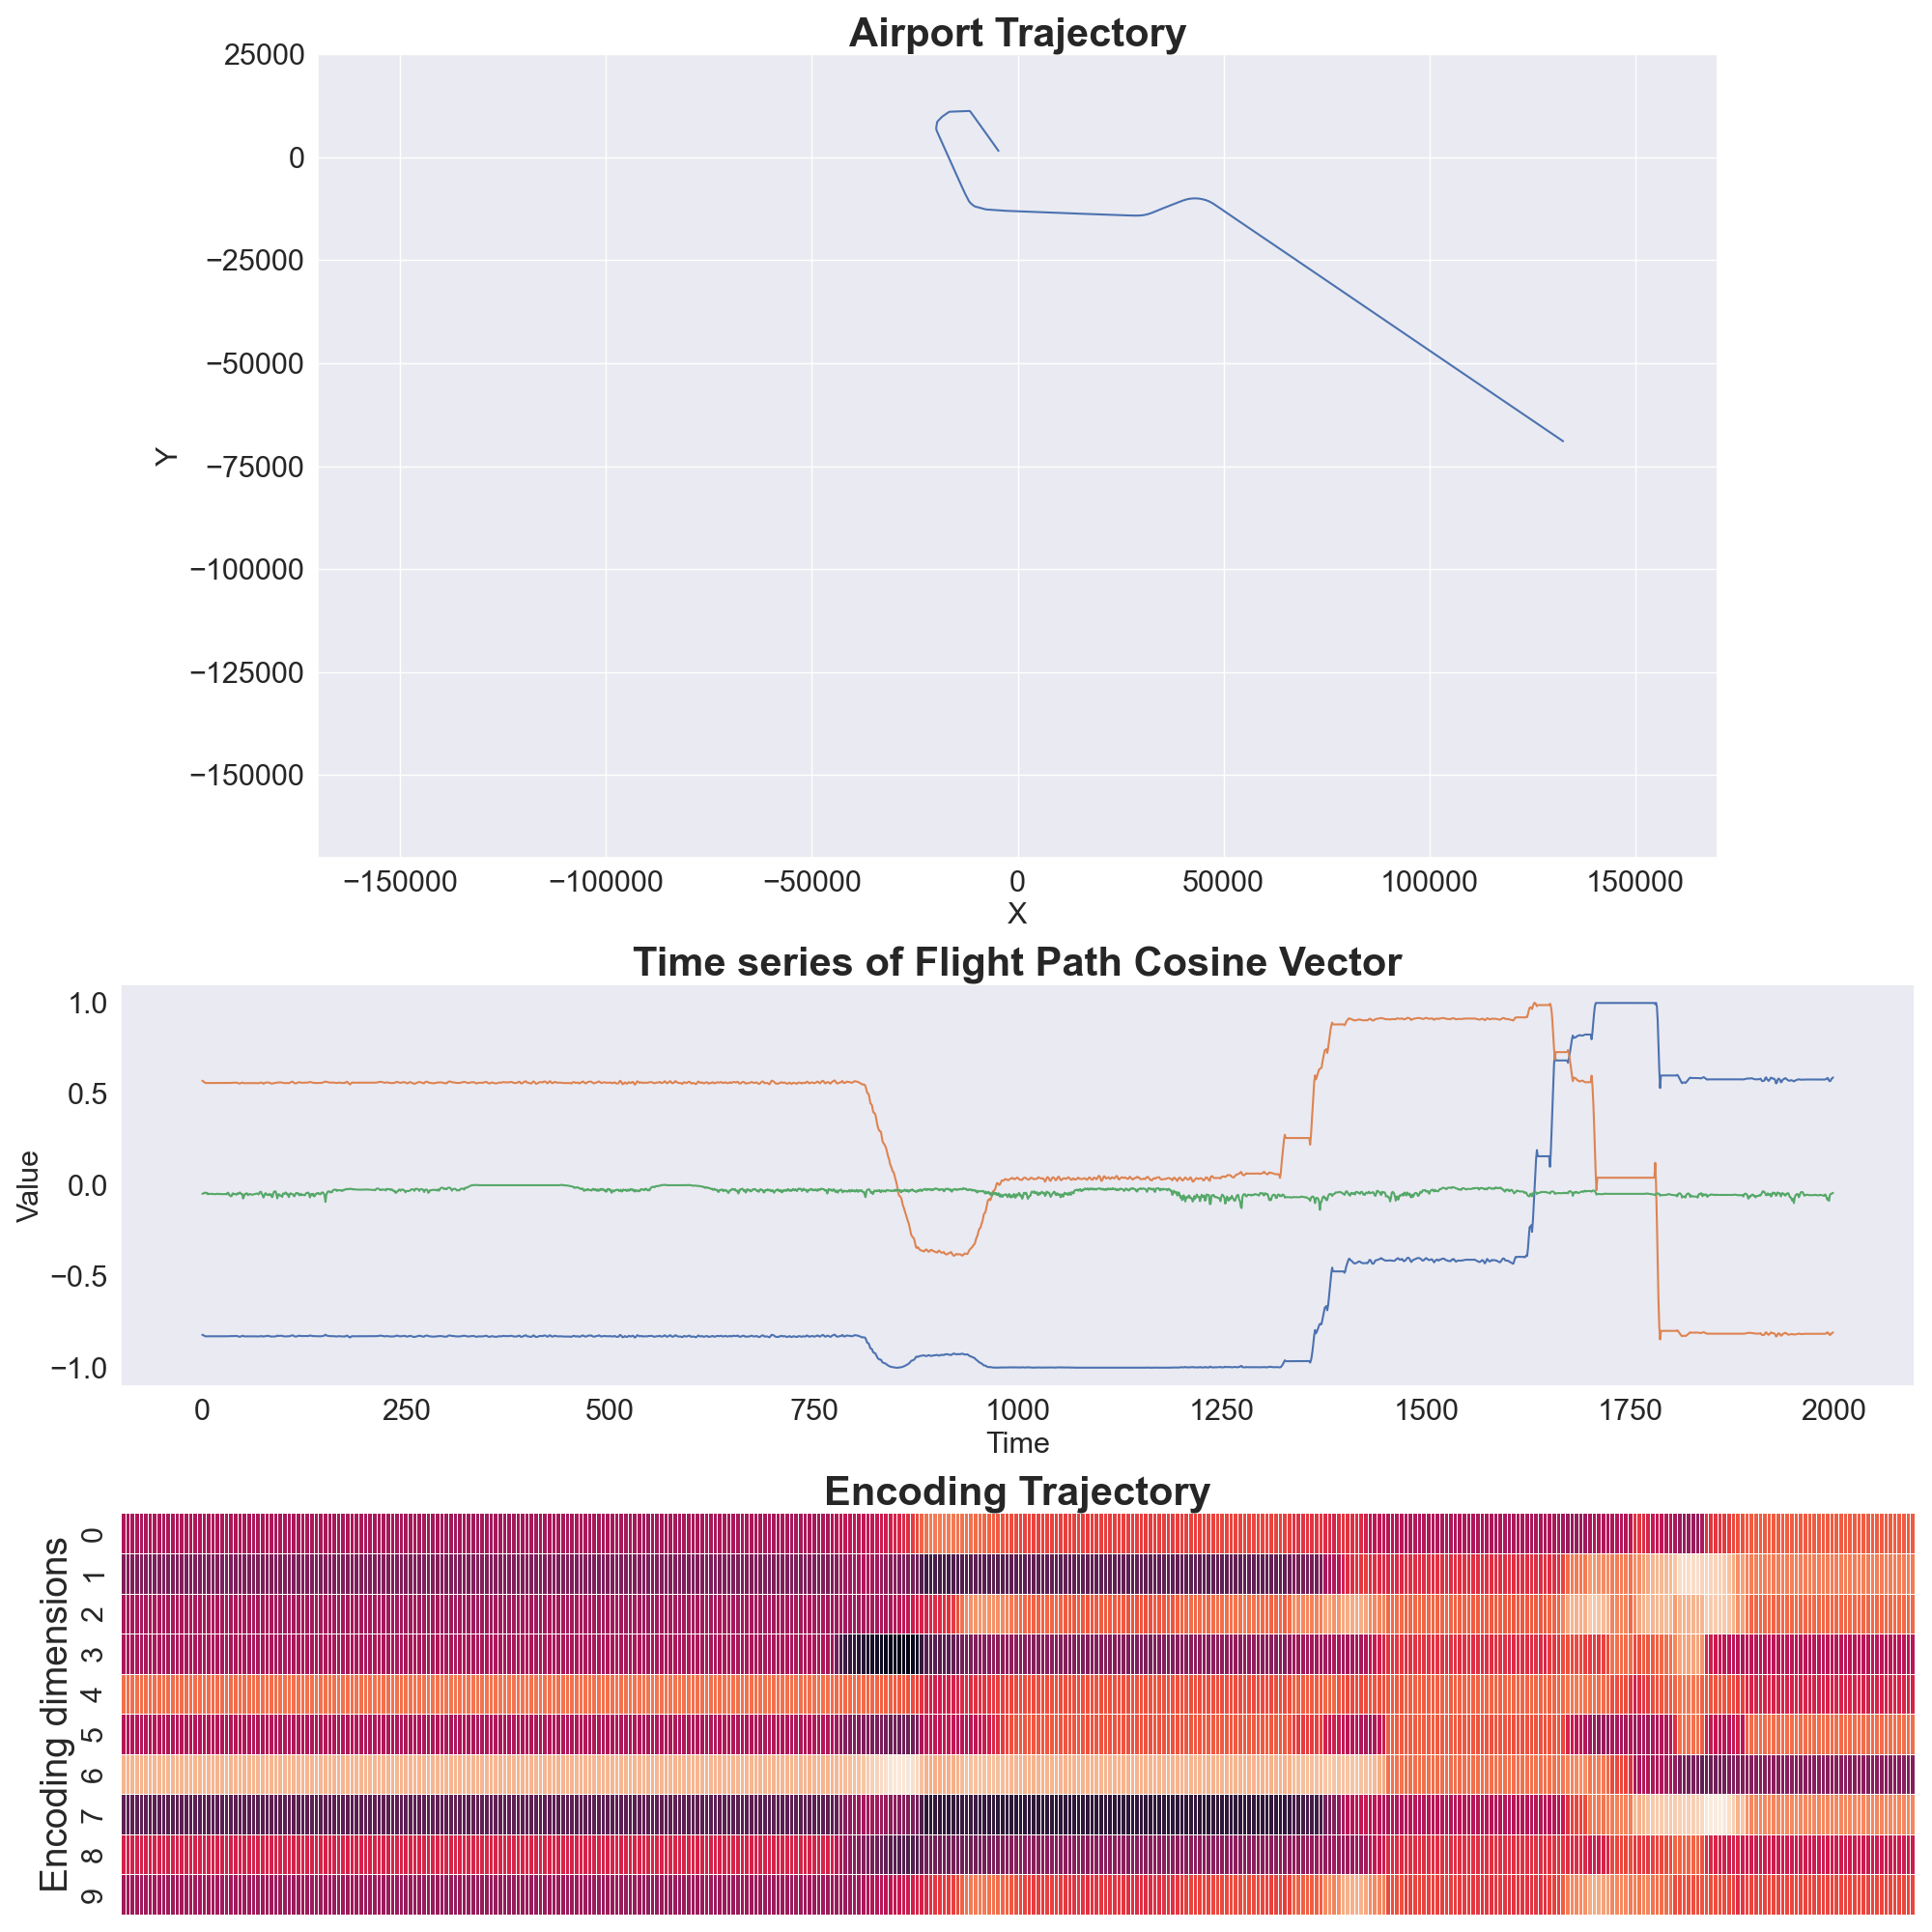 Airport Trajectory
25000
0
−25000
−50000
−75000
−100000
−125000
−150000
Y
−150000 −100000 −50000 0 50000 100000 150000
X
Time series of Flight Path Cosine Vector
1.0
0.5
0.0
−0.5
−1.0
Value
0 250 500 750 1000 1250 1500 1750 2000
Time
Encoding Trajectory
Encoding dimensions
0
1
2
3
4
5
6
7
8
9